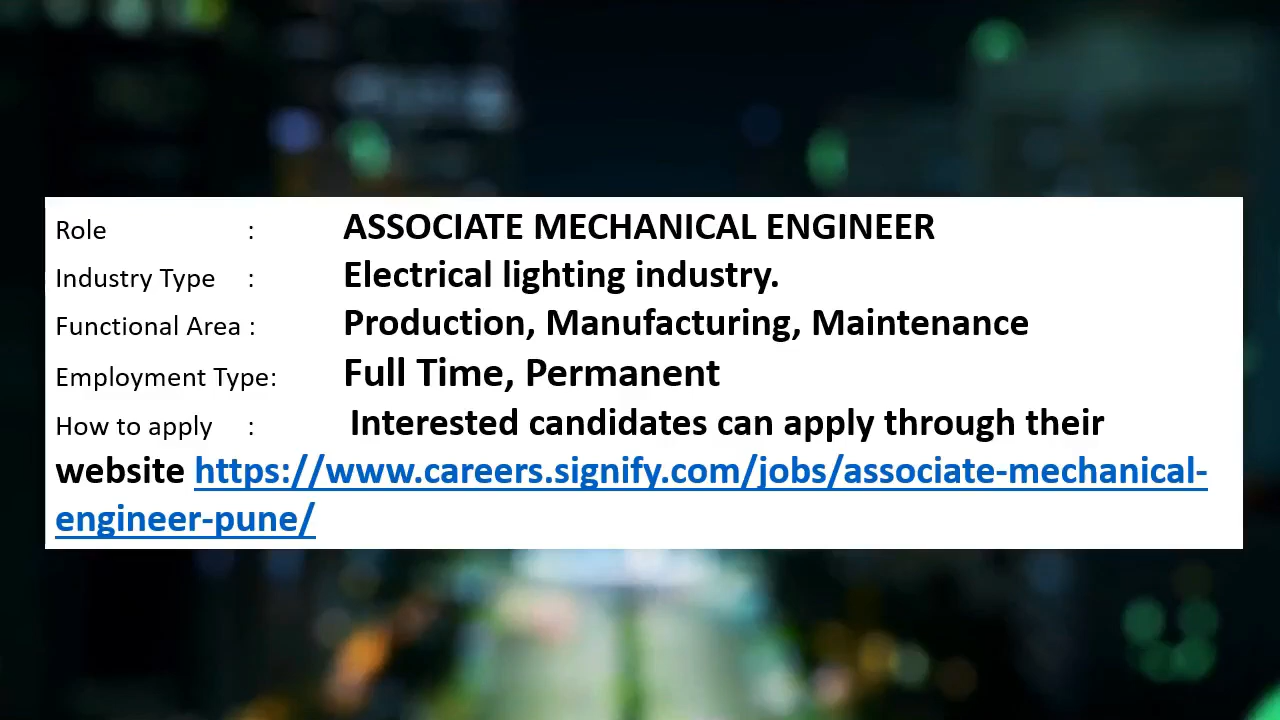 Role : ASSOCIATE MECHANICAL ENGINEER
Industry Type : Electrical lighting industry.
Functional Area : Production, Manufacturing, Maintenance
Employment Type: Full Time, Permanent
How to apply : Interested candidates can apply through their
website https://www.careers.signify.com/jobs/associate-mechanical-
engineer-pune/